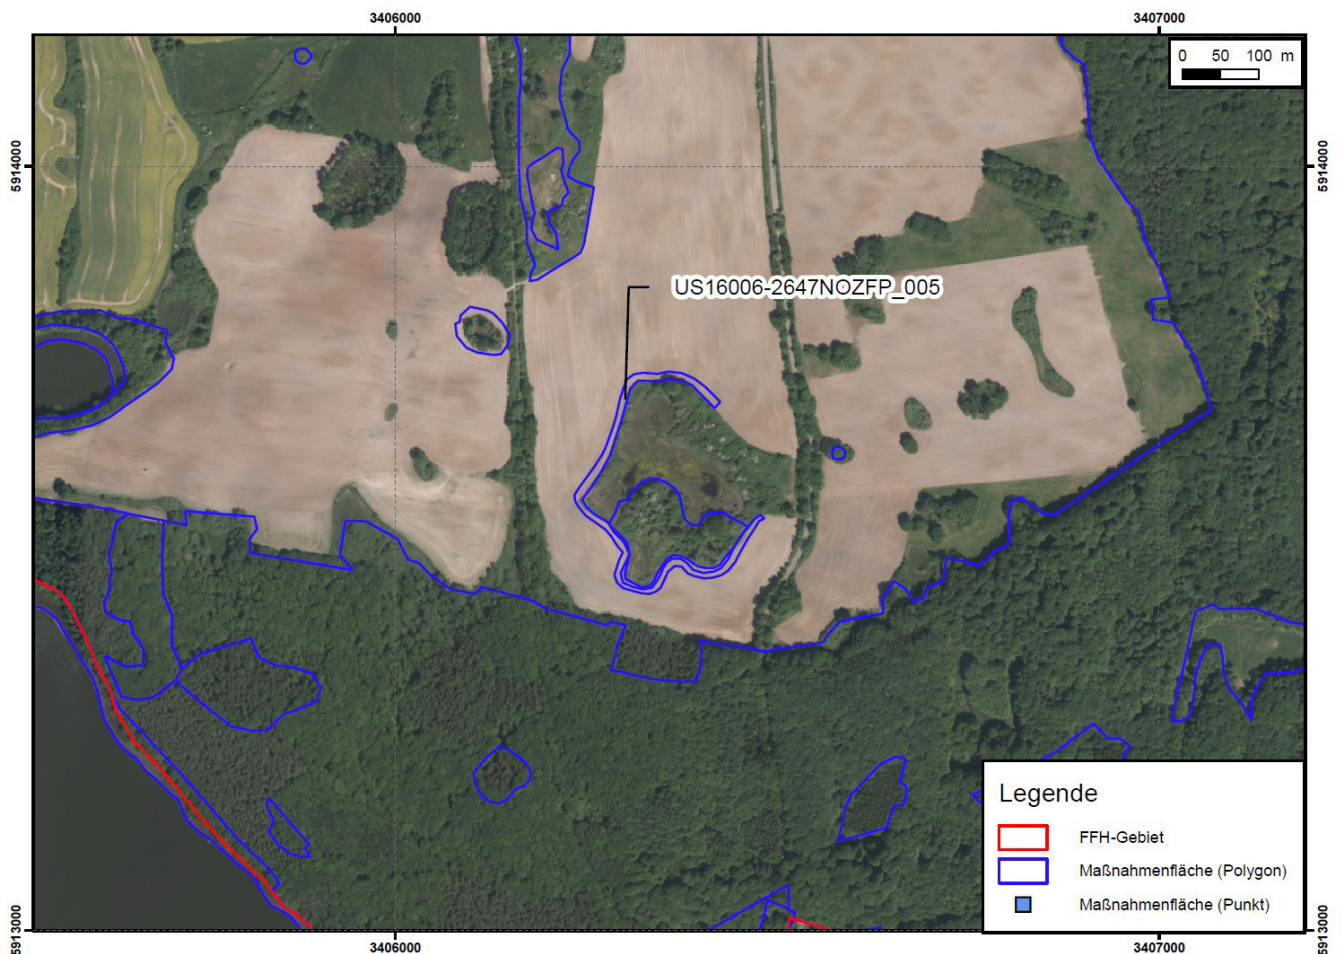 3406000
3407000
0 50 100 m
5914000
5914000
US16006-2647NOZFP_005
Legende
FFH-Gebiet
Maßnahmenfläche (Polygon)
Maßnahmenfläche (Punkt)
5913000
5913000
3406000
3407000